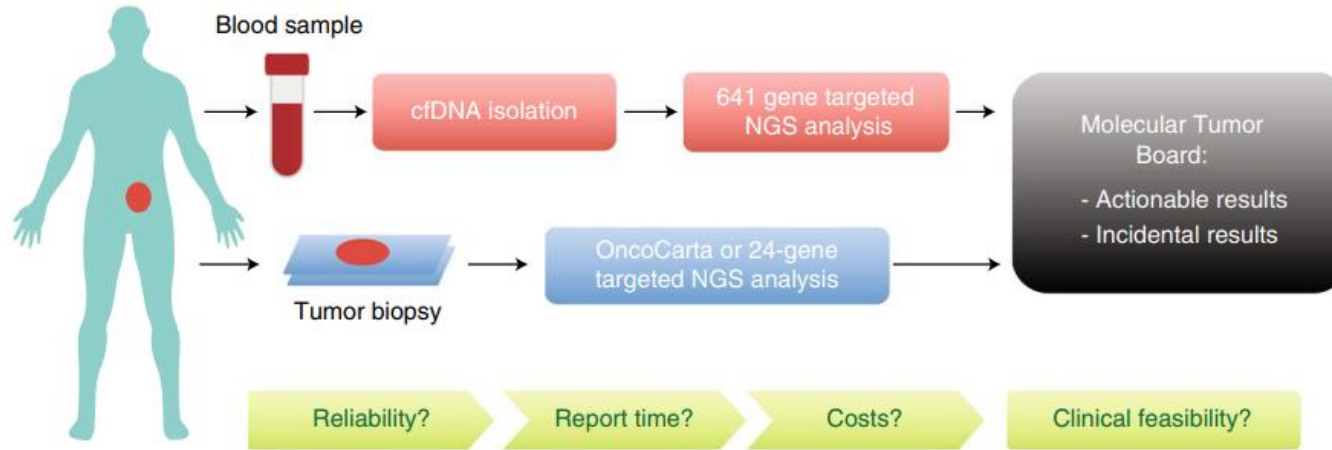 Blood sample
cfDNA isolation
641 gene targeted
NGS analysis
Molecular Tumor
Board:
- Actionable results
- Incidental results
Tumor biopsy
OncoCarta or 24-gene
targeted NGS analysis
Reliability?
Report time?
Costs?
Clinical feasibility?